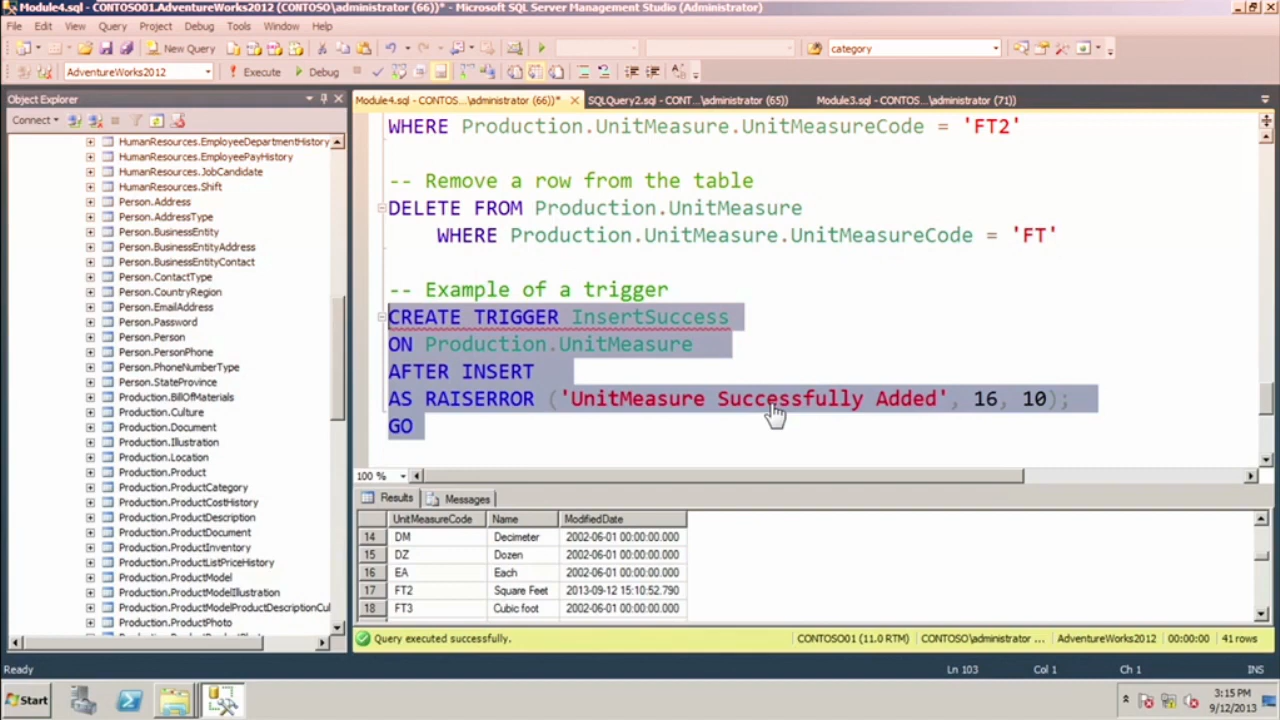 Module4.sql - CONTOSO01.AdventureWorks2012 (CONTOSO\administrator (66))* - Microsoft SQL Server Management Studio (Administrator)
File Edit View Query Project Debug Tools Window Help
New Query category
AdventureWorks2012 Execute Debug
Object Explorer
Connect
HumanResources.EmployeeDepartmentHistory
HumanResources.EmployeePayHistory
HumanResources.JobCandidate
HumanResources.Shift
Person.Address
Person.AddressType
Person.BusinessEntity
Person.BusinessEntityAddress
Person.BusinessEntityContact
Person.ContactType
Person.CountryRegion
Person.EmailAddress
Person.Password
Person.Person
Person.PersonPhone
Person.PhoneNumberType
Person.StateProvince
Production.BillOfMaterials
Production.Culture
Production.Document
Production.Illustration
Production.Location
Production.Product
Production.ProductCategory
Production.ProductCostHistory
Production.ProductDescription
Production.ProductDocument
Production.ProductInventory
Production.ProductListPriceHistory
Production.ProductModel
Production.ProductModelIllustration
Production.ProductModelProductDescriptionCul
Production.ProductPhoto
Module4.sql - CONTOS...\administrator (66))* SQLQuery2.sql - CONT...\administrator (65)) Module3.sql - CONTOS...\administrator (71))
WHERE Production.UnitMeasure.UnitMeasureCode = 'FT2'
-- Remove a row from the table
DELETE FROM Production.UnitMeasure
WHERE Production.UnitMeasure.UnitMeasureCode = 'FT'
-- Example of a trigger
CREATE TRIGGER InsertSuccess
ON Production.UnitMeasure
AFTER INSERT
AS RAISERROR ('UnitMeasure Successfully Added', 16, 10);
GO
100 %
Results Messages
UnitMeasureCode Name ModifiedDate
14 DM Decimeter 2002-06-01 00:00:00.000
15 DZ Dozen 2002-06-01 00:00:00.000
16 EA Each 2002-06-01 00:00:00.000
17 FT2 Square Feet 2013-09-12 15:10:52.790
18 FT3 Cubic foot 2002-06-01 00:00:00.000
Query executed successfully. CONTOSO01 (11.0 RTM) CONTOSO\administrator ... AdventureWorks2012 00:00:00 41 rows
Ready Ln 103 Col 1 Ch 1 INS
Start 3:15 PM
9/12/2013